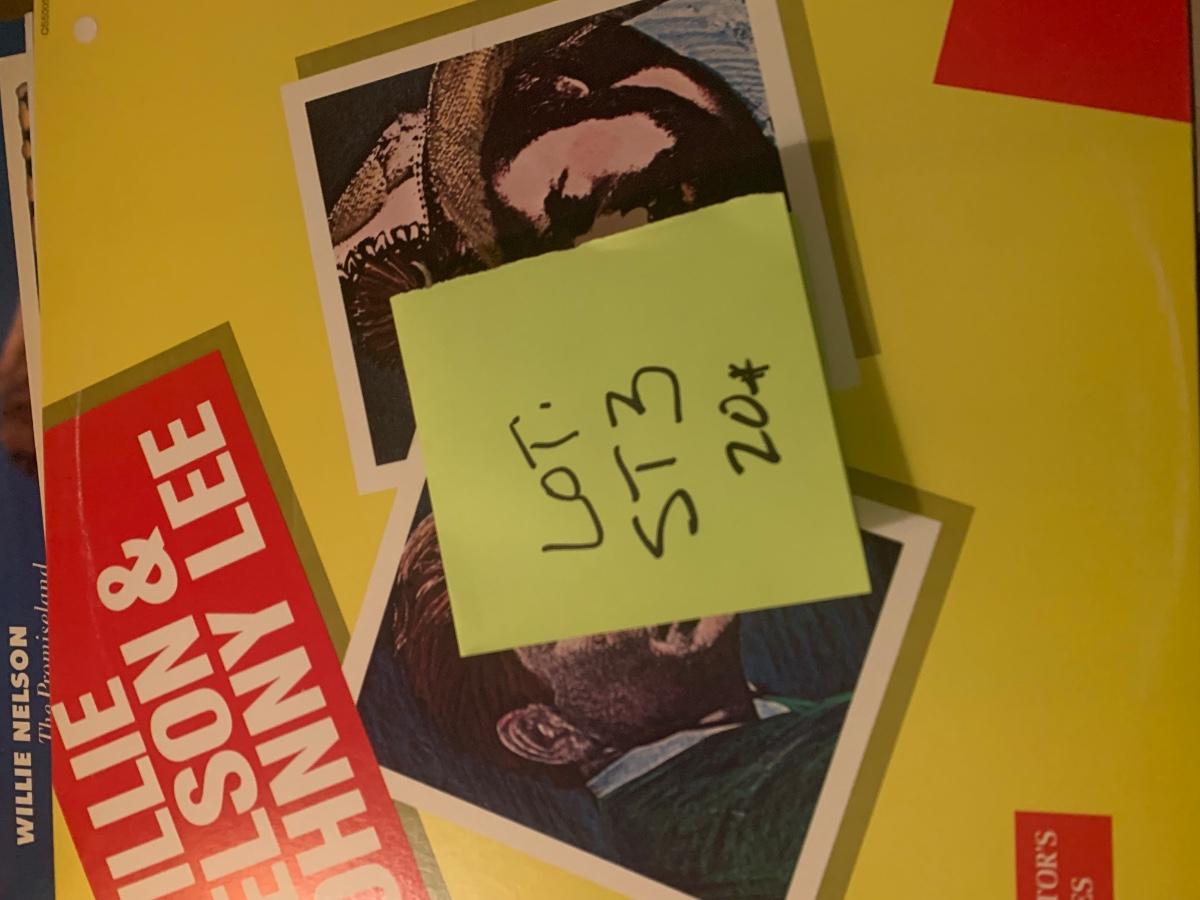 WILLIE NELSON
The Promiseland
WILLIE
NELSON &
JOHNNY LEE
LOT:
ST3
20#